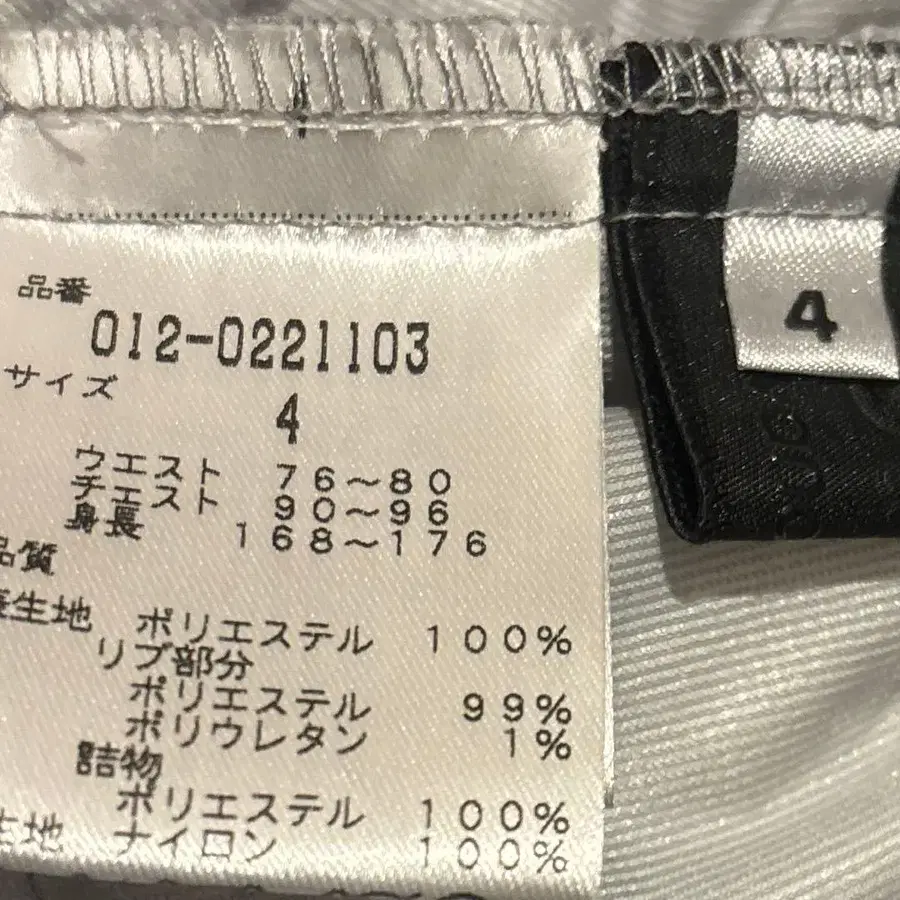 品番
012-0221103
サイズ
4
ウエスト 76～80
チェスト 90～96
身長 168～176
品質
表生地 ポリエステル 100%
リブ部分
ポリエステル 99%
ポリウレタン 1%
詰物
ポリエステル 100%
生地 ナイロン 100%
4